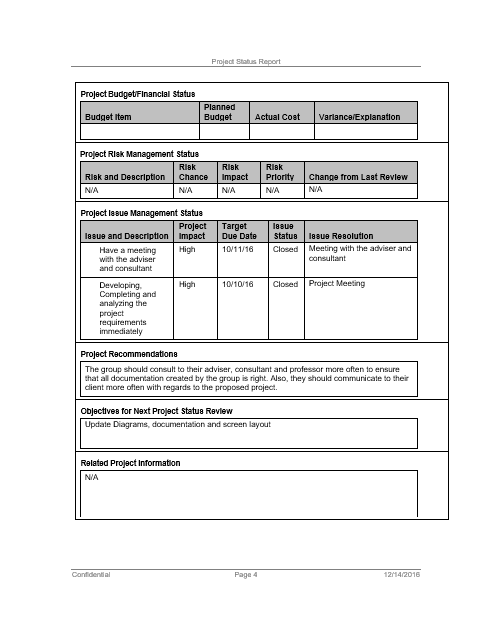 Project Status Report
Project Budget/Financial Status
Budget Item Planned Budget Actual Cost Variance/Explanation
Project Risk Management Status
Risk and Description Risk Chance Risk Impact Risk Priority Change from Last Review
N/A N/A N/A N/A N/A
Project Issue Management Status
Issue and Description Project Impact Target Due Date Issue Status Issue Resolution
Have a meeting with the adviser and consultant High 10/11/16 Closed Meeting with the adviser and consultant
Developing, Completing and analyzing the project requirements immediately High 10/10/16 Closed Project Meeting
Project Recommendations
The group should consult to their adviser, consultant and professor more often to ensure
that all documentation created by the group is right. Also, they should communicate to their
client more often with regards to the proposed project.
Objectives for Next Project Status Review
Update Diagrams, documentation and screen layout
Related Project Information
N/A
Confidential Page 4 12/14/2016